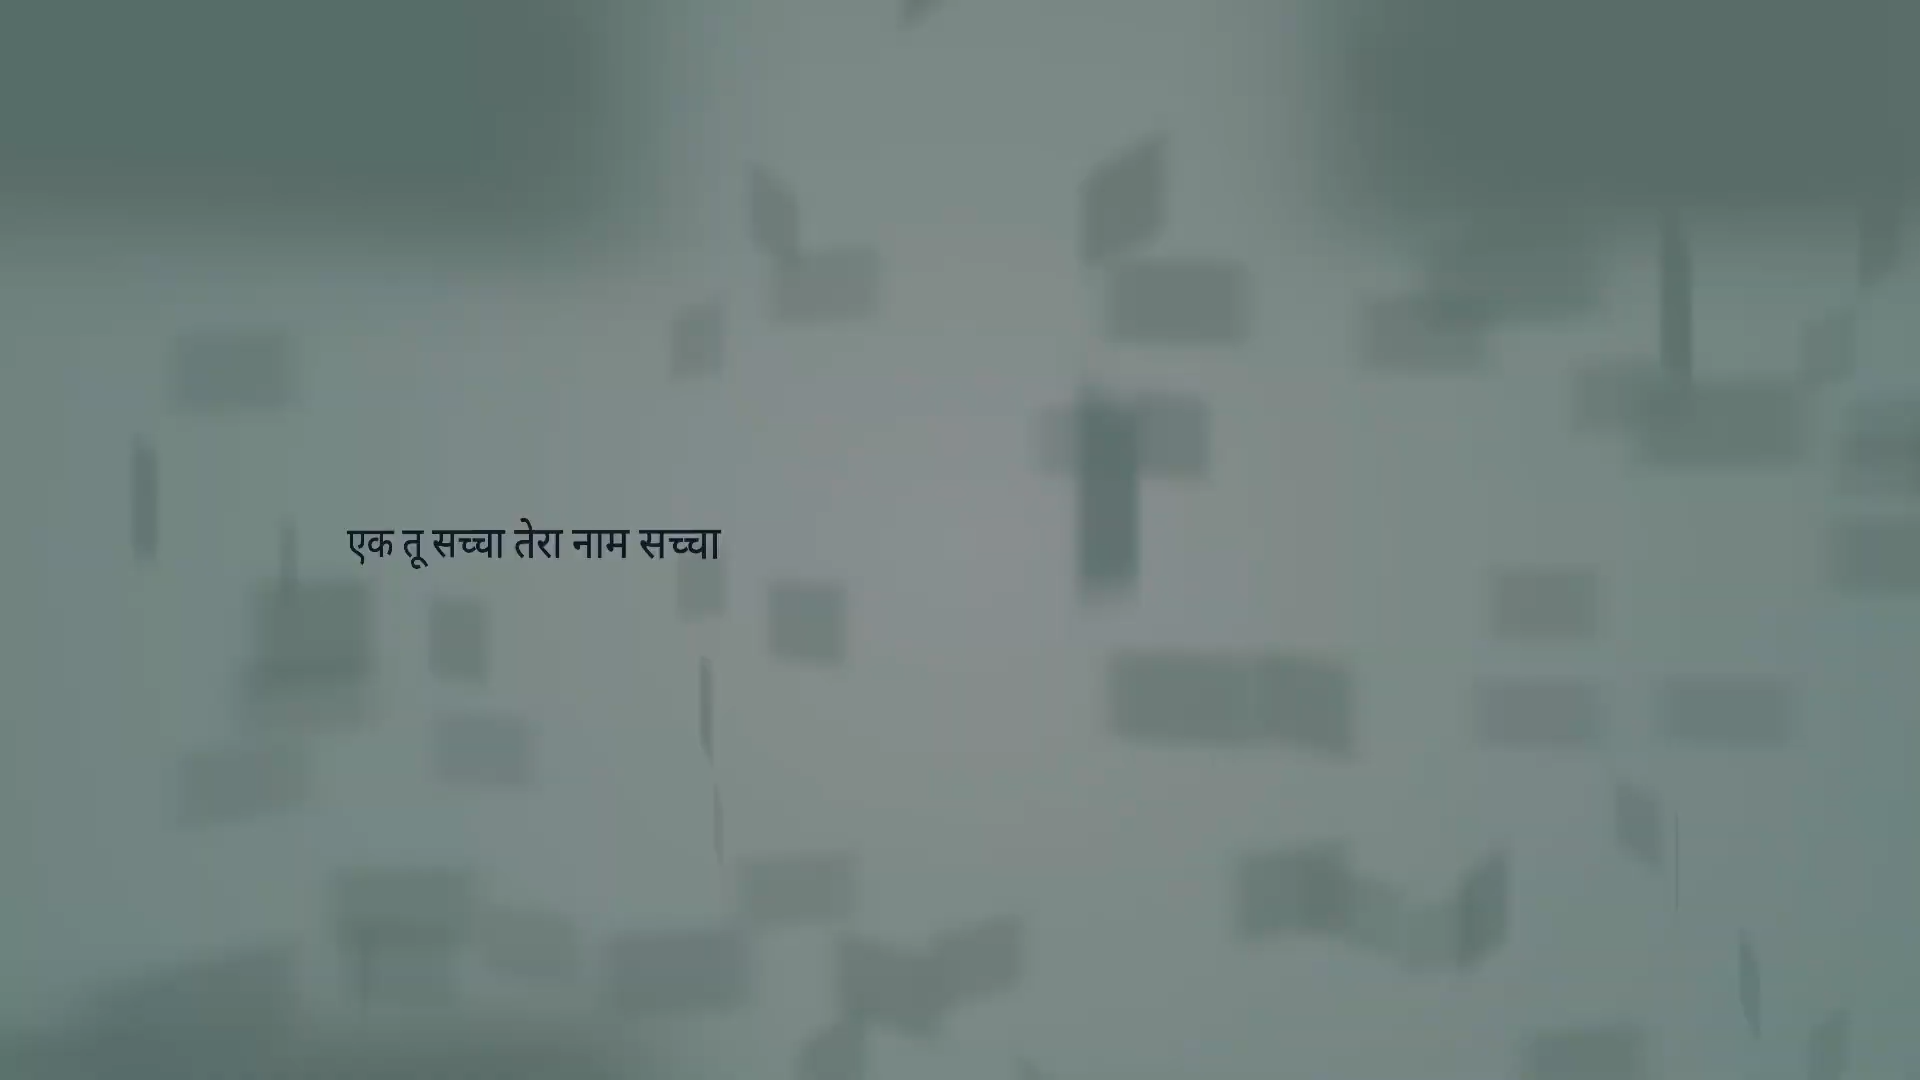 एक तू सच्चा तेरा नाम सच्चा